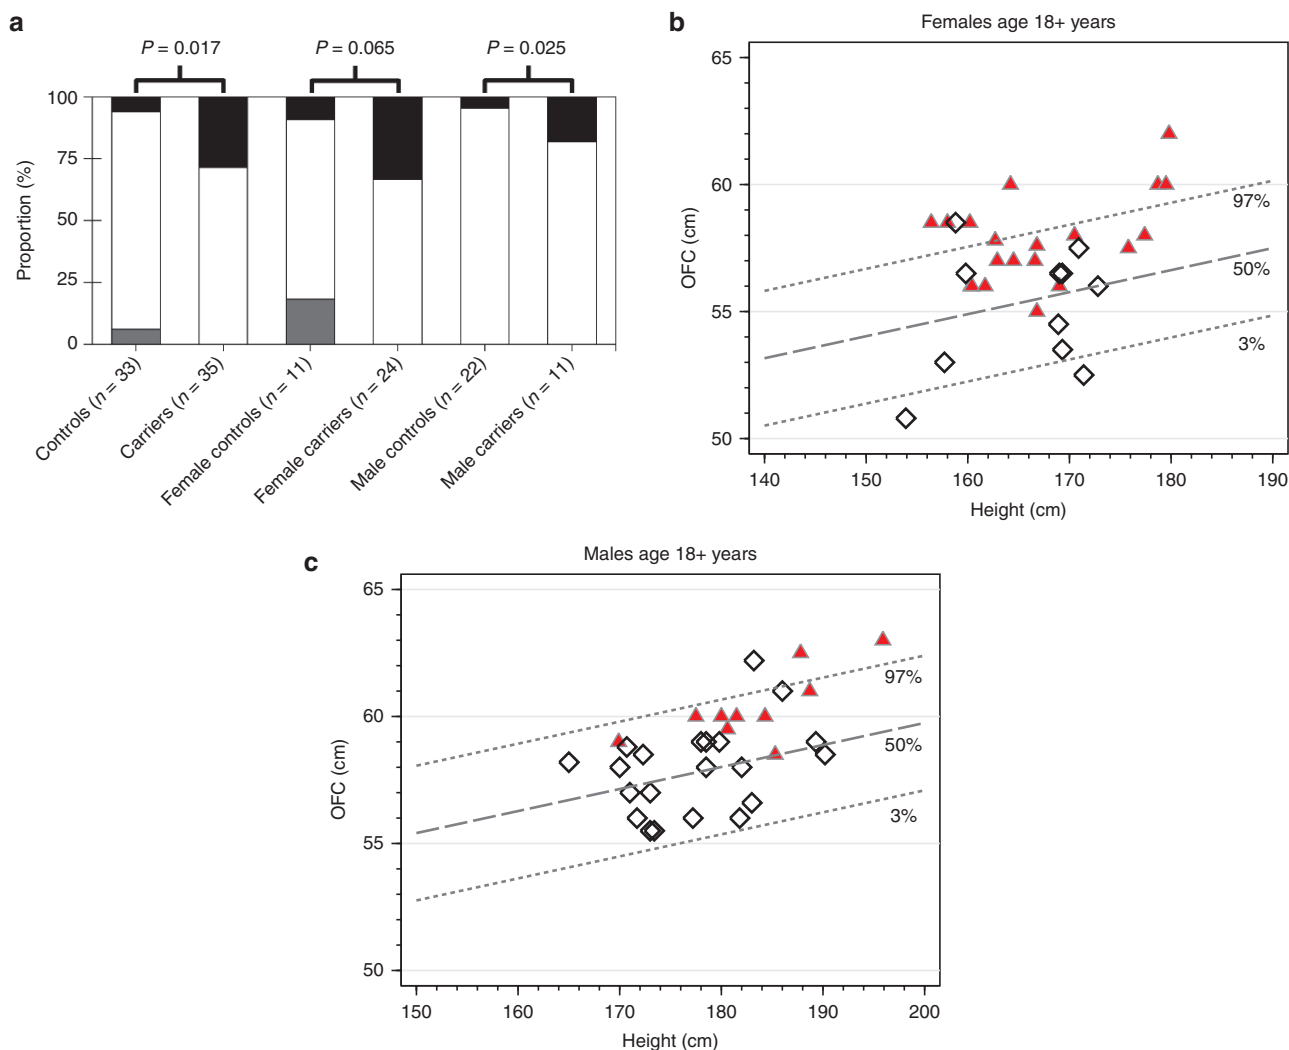 a
P = 0.017
P = 0.065
P = 0.025
Proportion (%)
100
75
50
25
0
Controls (n = 33)
Carriers (n = 35)
Female controls (n = 11)
Female carriers (n = 24)
Male controls (n = 22)
Male carriers (n = 11)
b
Females age 18+ years
OFC (cm)
65
60
55
50
97%
50%
3%
140 150 160 170 180 190
Height (cm)
c
Males age 18+ years
OFC (cm)
65
60
55
50
97%
50%
3%
150 160 170 180 190 200
Height (cm)